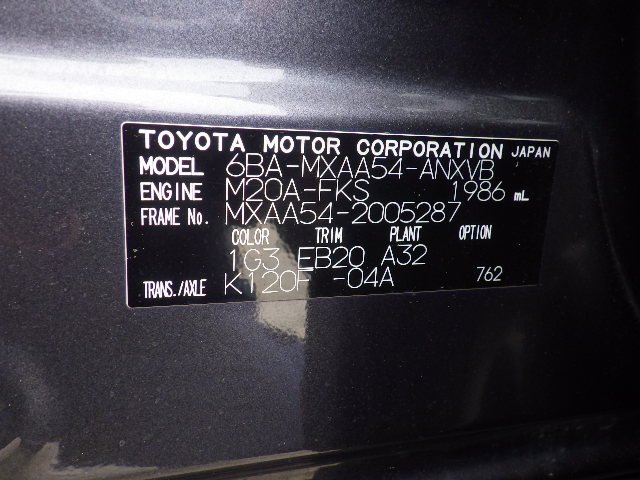 TOYOTA MOTOR CORPORATION JAPAN
MODEL 6BA-MXAA54-ANXVB
ENGINE M20A-FKS 1986 mL
FRAME No. MXAA54-2005287
COLOR TRIM PLANT OPTION
1G3 EB20 A32
TRANS./AXLE K120F -04A 762